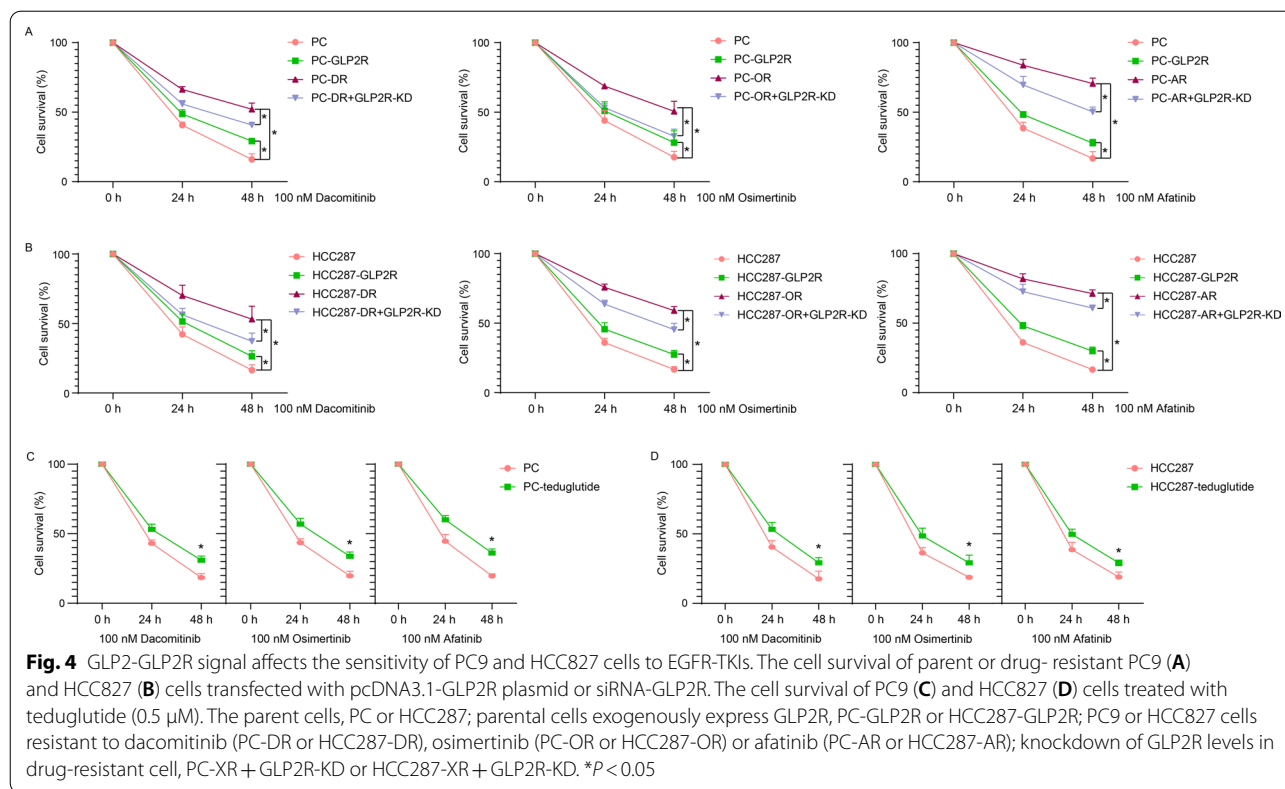 A
Cell survival (%)
100
50
0
0 h
24 h
48 h
100 nM Dacomitinib
PC
PC-GLP2R
PC-DR
PC-DR+GLP2R-KD
*
*
*
Cell survival (%)
100
50
0
0 h
24 h
48 h
100 nM Osimertinib
PC
PC-GLP2R
PC-OR
PC-OR+GLP2R-KD
*
*
*
Cell survival (%)
100
50
0
0 h
24 h
48 h
100 nM Afatinib
PC
PC-GLP2R
PC-AR
PC-AR+GLP2R-KD
*
*
*
B
Cell survival (%)
100
50
0
0 h
24 h
48 h
100 nM Dacomitinib
HCC287
HCC287-GLP2R
HCC287-DR
HCC287-DR+GLP2R-KD
*
*
*
Cell survival (%)
100
50
0
0 h
24 h
48 h
100 nM Osimertinib
HCC287
HCC287-GLP2R
HCC287-OR
HCC287-OR+GLP2R-KD
*
*
*
Cell survival (%)
100
50
0
0 h
24 h
48 h
100 nM Afatinib
HCC287
HCC287-GLP2R
HCC287-AR
HCC287-AR+GLP2R-KD
*
*
*
C
Cell survival (%)
100
50
0
0 h 24 h 48 h
100 nM Dacomitinib
*
0 h 24 h 48 h
100 nM Osimertinib
*
0 h 24 h 48 h
100 nM Afatinib
*
PC
PC-teduglutide
D
Cell survival (%)
100
50
0
0 h 24 h 48 h
100 nM Dacomitinib
*
0 h 24 h 48 h
100 nM Osimertinib
*
0 h 24 h 48 h
100 nM Afatinib
*
HCC287
HCC287-teduglutide
Fig. 4 GLP2-GLP2R signal affects the sensitivity of PC9 and HCC827 cells to EGFR-TKIs. The cell survival of parent or drug- resistant PC9 (A)
and HCC827 (B) cells transfected with pcDNA3.1-GLP2R plasmid or siRNA-GLP2R. The cell survival of PC9 (C) and HCC827 (D) cells treated with
teduglutide (0.5 μM). The parent cells, PC or HCC287; parental cells exogenously express GLP2R, PC-GLP2R or HCC287-GLP2R; PC9 or HCC827 cells
resistant to dacomitinib (PC-DR or HCC287-DR), osimertinib (PC-OR or HCC287-OR) or afatinib (PC-AR or HCC287-AR); knockdown of GLP2R levels in
drug-resistant cell, PC-XR + GLP2R-KD or HCC287-XR + GLP2R-KD. *P < 0.05